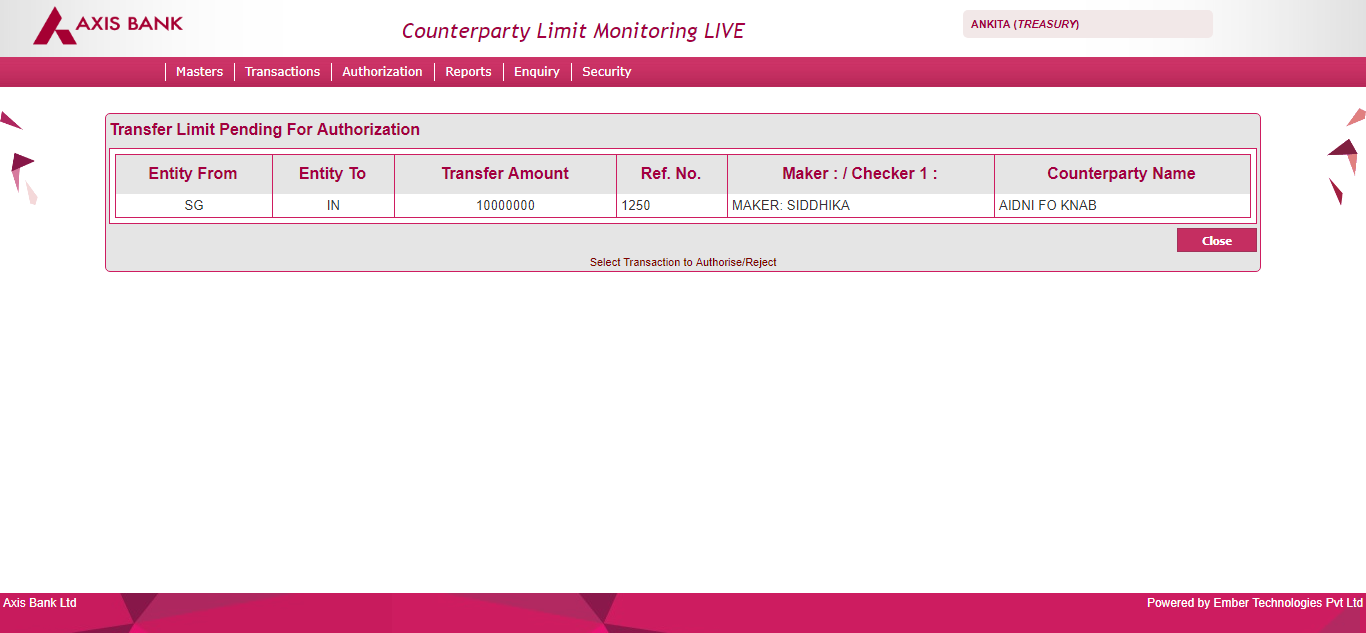 AXIS BANK
Counterparty Limit Monitoring LIVE
ANKITA (TREASURY)
Masters Transactions Authorization Reports Enquiry Security
Transfer Limit Pending For Authorization
Entity From Entity To Transfer Amount Ref. No. Maker : / Checker 1 : Counterparty Name
SG IN 10000000 1250 MAKER: SIDDHIKA AIDNI FO KNAB
Close
Select Transaction to Authorise/Reject
Axis Bank Ltd Powered by Ember Technologies Pvt Ltd